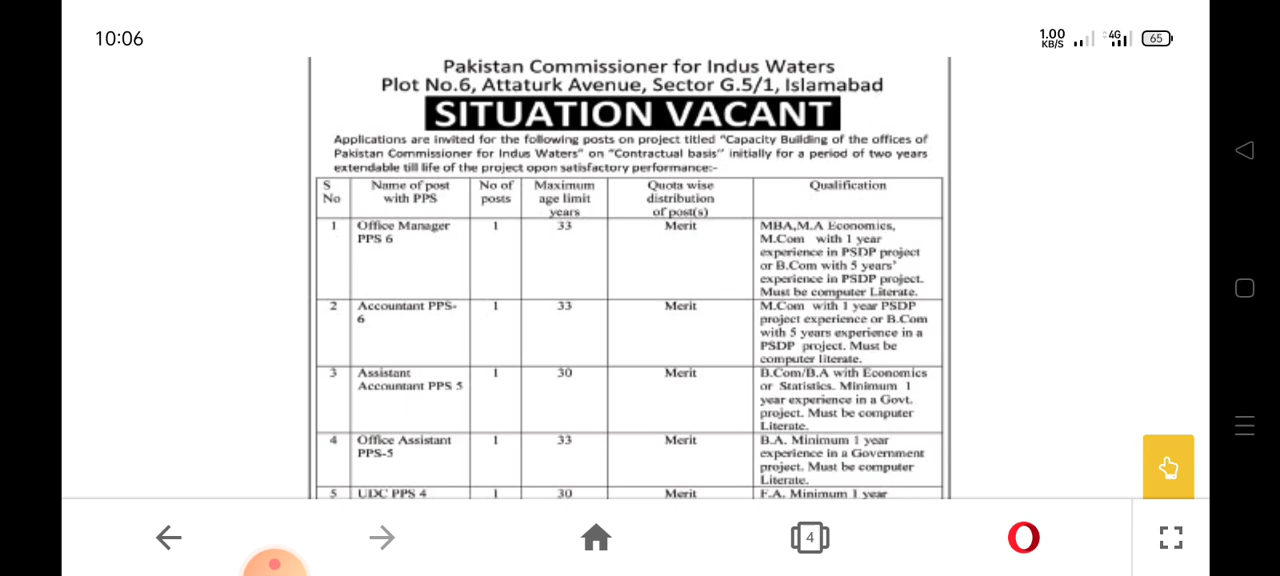 10:06
1.00 KB/S 4G 65
Pakistan Commissioner for Indus Waters
Plot No.6, Attaturk Avenue, Sector G.5/1, Islamabad
SITUATION VACANT
Applications are invited for the following posts on project titled "Capacity Building of the offices of
Pakistan Commissioner for Indus Waters" on "Contractual basis" initially for a period of two years
extendable till life of the project opon satisfactory performance:-
S No | Name of post with PPS | No of posts | Maximum age limit years | Quota wise distribution of post(s) | Qualification
1 | Office Manager PPS 6 | 1 | 33 | Merit | MBA,M.A Economics,
M.Com with 1 year
experience in PSDP project
or B.Com with 5 years'
experience in PSDP project.
Must be computer Literate.
2 | Accountant PPS-6 | 1 | 33 | Merit | M.Com with 1 year PSDP
project experience or B.Com
with 5 years experience in a
PSDP project. Must be
computer literate.
3 | Assistant Accountant PPS 5 | 1 | 30 | Merit | B.Com/B.A with Economics
or Statistics. Minimum 1
year experience in a Govt.
project. Must be computer
Literate.
4 | Office Assistant PPS-5 | 1 | 33 | Merit | B.A. Minimum 1 year
experience in a Government
project. Must be computer
Literate.
5 | UDC PPS 4 | 1 | 30 | Merit | F.A. Minimum 1 year
4